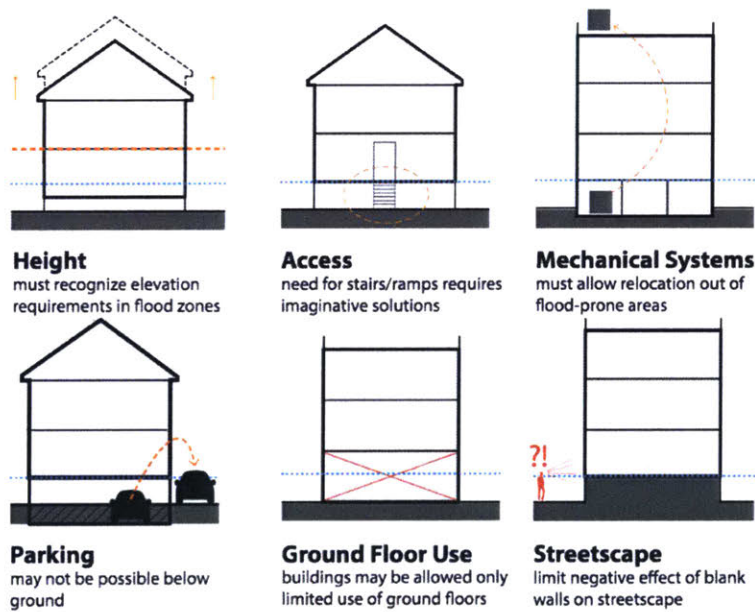 Height
must recognize elevation
requirements in flood zones
Access
need for stairs/ramps requires
imaginative solutions
Mechanical Systems
must allow relocation out of
flood-prone areas
Parking
may not be possible below
ground
Ground Floor Use
buildings may be allowed only
limited use of ground floors
?!
Streetscape
limit negative effect of blank
walls on streetscape